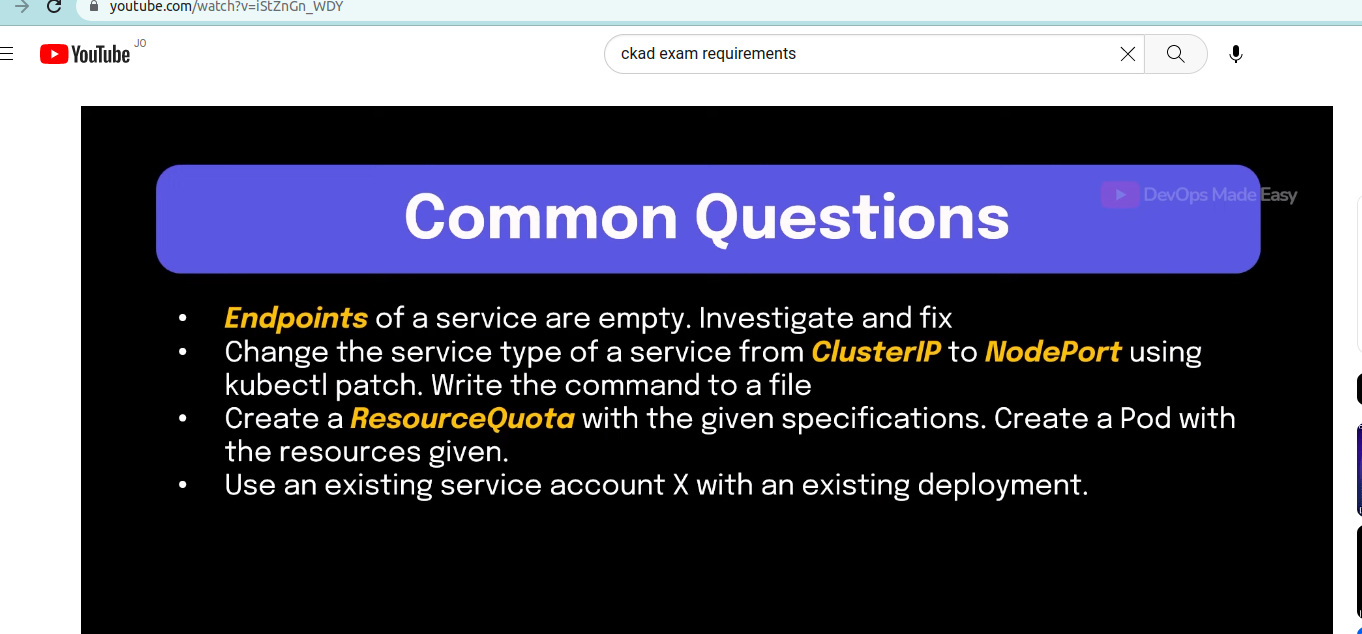 youtube.com/watch?v=iStZnGn_WDY
YouTube JO
ckad exam requirements
DevOps Made Easy
Common Questions
• Endpoints of a service are empty. Investigate and fix
• Change the service type of a service from ClusterIP to NodePort using
kubectl patch. Write the command to a file
• Create a ResourceQuota with the given specifications. Create a Pod with
the resources given.
• Use an existing service account X with an existing deployment.